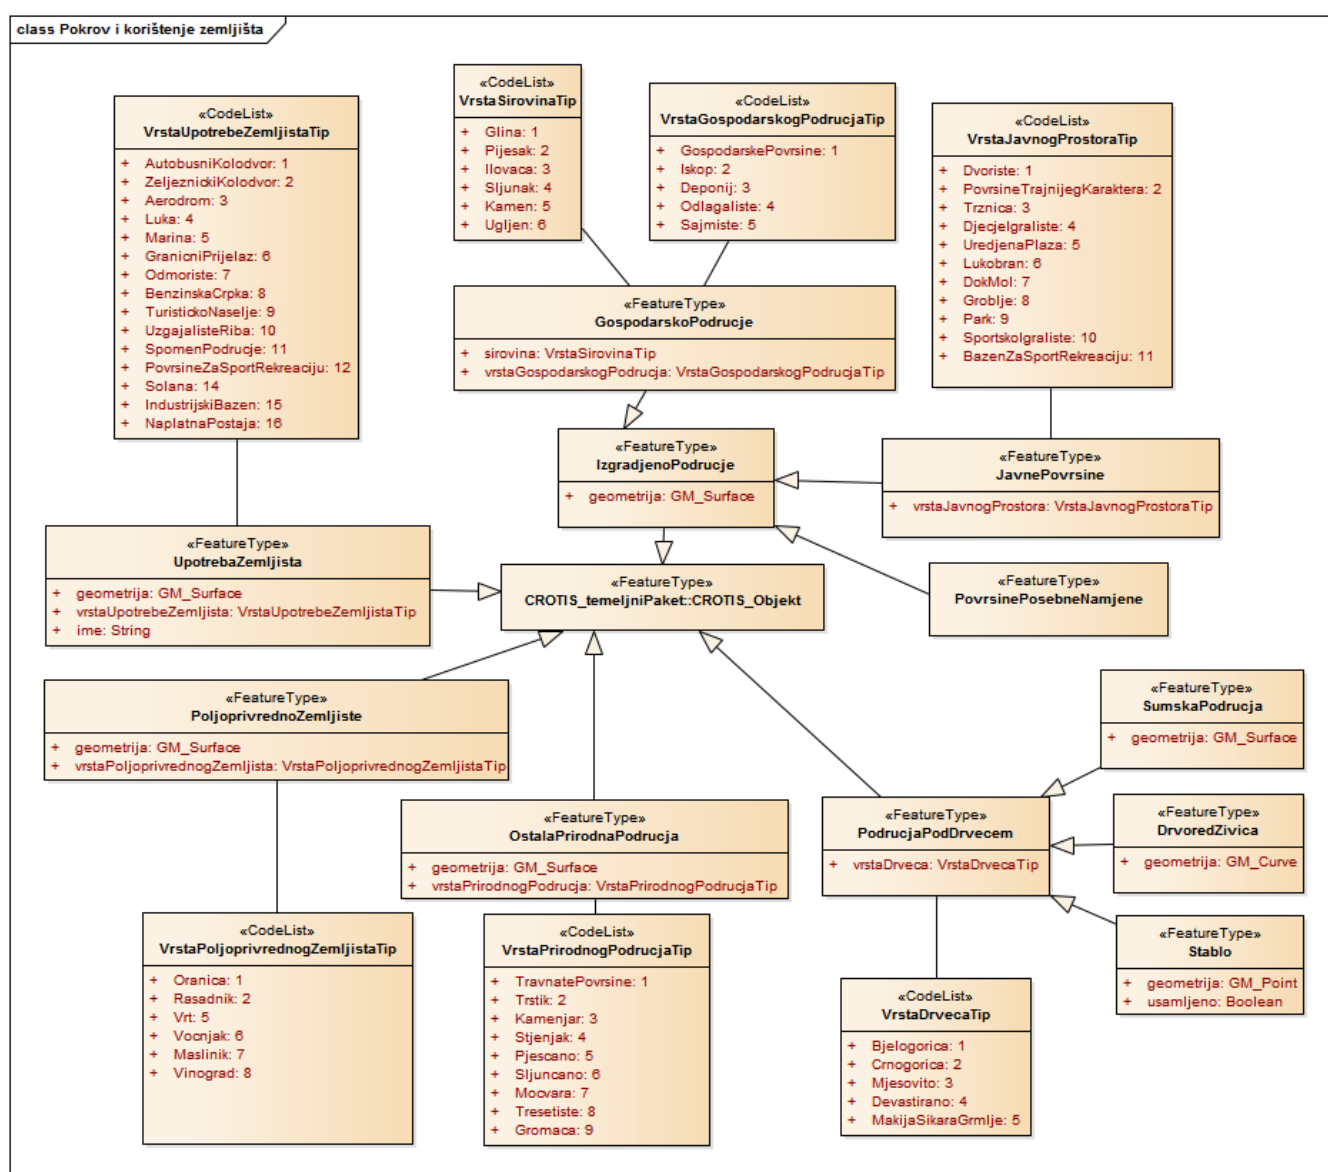 class Pokrov i korištenje zemljišta
«CodeList»
VrstaUpotrebeZemljistaTip
+ AutobusniKolodvor: 1
+ ZeljeznickiKolodvor: 2
+ Aerodrom: 3
+ Luka: 4
+ Marina: 5
+ GranicniPrijelaz: 6
+ Odmoriste: 7
+ BenzinskaCrpka: 8
+ TuristickoNaselje: 9
+ UzgajalisteRiba: 10
+ SpomenPodrucje: 11
+ PovrsineZaSportRekreaciju: 12
+ Solana: 14
+ IndustrijskiBazen: 15
+ NaplatnaPostaja: 16
«CodeList»
VrstaSirovinaTip
+ Glina: 1
+ Pijesak: 2
+ Ilovaca: 3
+ Sljunak: 4
+ Kamen: 5
+ Ugljen: 6
«CodeList»
VrstaGospodarskogPodrucjaTip
+ GospodarskePovrsine: 1
+ Iskop: 2
+ Deponij: 3
+ Odlagaliste: 4
+ Sajmiste: 5
«CodeList»
VrstaJavnogProstoraTip
+ Dvoriste: 1
+ PovrsineTrajnijegKaraktera: 2
+ Trznica: 3
+ DjecjeIgraliste: 4
+ UredjenaPlaza: 5
+ Lukobran: 6
+ DokMol: 7
+ Groblje: 8
+ Park: 9
+ SportskoIgraliste: 10
+ BazenZaSportRekreaciju: 11
«FeatureType»
GospodarskoPodrucje
+ sirovina: VrstaSirovinaTip
+ vrstaGospodarskogPodrucja: VrstaGospodarskogPodrucjaTip
«FeatureType»
IzgradjenoPodrucje
+ geometrija: GM_Surface
«FeatureType»
JavnePovrsine
+ vrstaJavnogProstora: VrstaJavnogProstoraTip
«FeatureType»
UpotrebaZemljista
+ geometrija: GM_Surface
+ vrstaUpotrebeZemljista: VrstaUpotrebeZemljistaTip
+ ime: String
«FeatureType»
CROTIS_temeljniPaket::CROTIS_Objekt
«FeatureType»
PovrsinePosebneNamjene
«FeatureType»
PoljoprivrednoZemljiste
+ geometrija: GM_Surface
+ vrstaPoljoprivrednogZemljista: VrstaPoljoprivrednogZemljistaTip
«FeatureType»
SumskaPodrucja
+ geometrija: GM_Surface
«FeatureType»
OstalaPrirodnaPodrucja
+ geometrija: GM_Surface
+ vrstaPrirodnogPodrucja: VrstaPrirodnogPodrucjaTip
«FeatureType»
PodrucjaPodDrvecem
+ vrstaDrveca: VrstaDrvecaTip
«FeatureType»
DrvoredZivica
+ geometrija: GM_Curve
«FeatureType»
Stablo
+ geometrija: GM_Point
+ usamljeno: Boolean
«CodeList»
VrstaPoljoprivrednogZemljistaTip
+ Oranica: 1
+ Rasadnik: 2
+ Vrt: 5
+ Vocnjak: 6
+ Maslinik: 7
+ Vinograd: 8
«CodeList»
VrstaPrirodnogPodrucjaTip
+ TravnatePovrsine: 1
+ Trstik: 2
+ Kamenjar: 3
+ Stjenjak: 4
+ Pjescano: 5
+ Sljuncano: 6
+ Mocvara: 7
+ Tresetiste: 8
+ Gromaca: 9
«CodeList»
VrstaDrvecaTip
+ Bjelogorica: 1
+ Crnogorica: 2
+ Mjesovito: 3
+ Devastirano: 4
+ MakijaSikaraGrmlje: 5